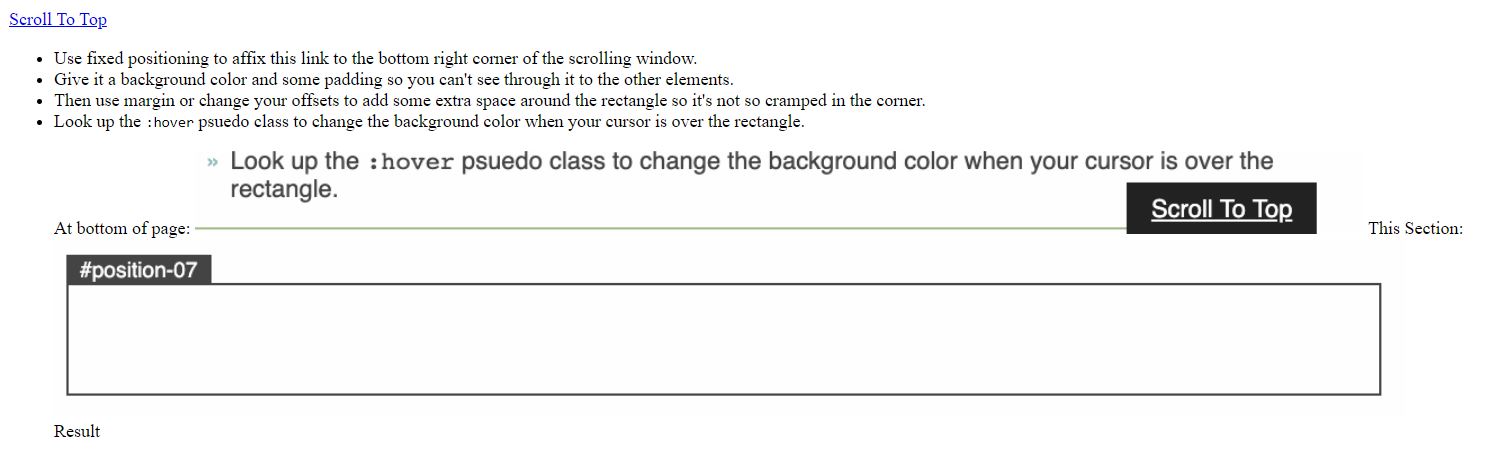 Scroll To Top
• Use fixed positioning to affix this link to the bottom right corner of the scrolling window.
• Give it a background color and some padding so you can't see through it to the other elements.
• Then use margin or change your offsets to add some extra space around the rectangle so it's not so cramped in the corner.
• Look up the :hover psuedo class to change the background color when your cursor is over the rectangle.
» Look up the :hover psuedo class to change the background color when your cursor is over the
rectangle.
Scroll To Top
At bottom of page:
This Section:
#position-07
Result